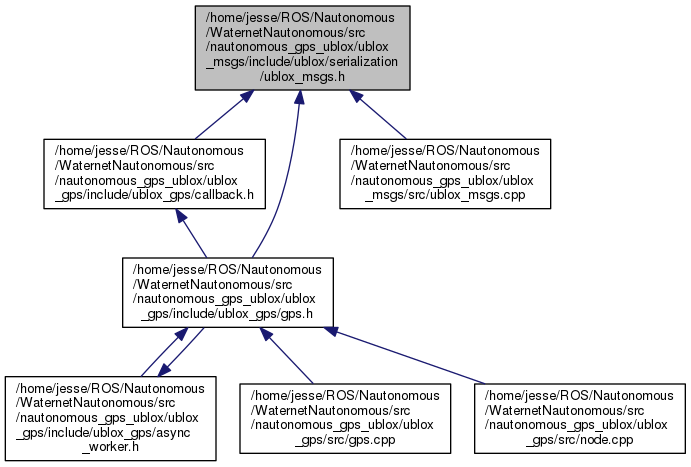 /home/jesse/ROS/Nautonomous
/WaternetNautonomous/src
/nautonomous_gps_ublox/ublox
_msgs/include/ublox/serialization
/ublox_msgs.h
/home/jesse/ROS/Nautonomous
/WaternetNautonomous/src
/nautonomous_gps_ublox/ublox
_gps/include/ublox_gps/callback.h
/home/jesse/ROS/Nautonomous
/WaternetNautonomous/src
/nautonomous_gps_ublox/ublox
_msgs/src/ublox_msgs.cpp
/home/jesse/ROS/Nautonomous
/WaternetNautonomous/src
/nautonomous_gps_ublox/ublox
_gps/include/ublox_gps/gps.h
/home/jesse/ROS/Nautonomous
/WaternetNautonomous/src
/nautonomous_gps_ublox/ublox
_gps/include/ublox_gps/async
_worker.h
/home/jesse/ROS/Nautonomous
/WaternetNautonomous/src
/nautonomous_gps_ublox/ublox
_gps/src/gps.cpp
/home/jesse/ROS/Nautonomous
/WaternetNautonomous/src
/nautonomous_gps_ublox/ublox
_gps/src/node.cpp